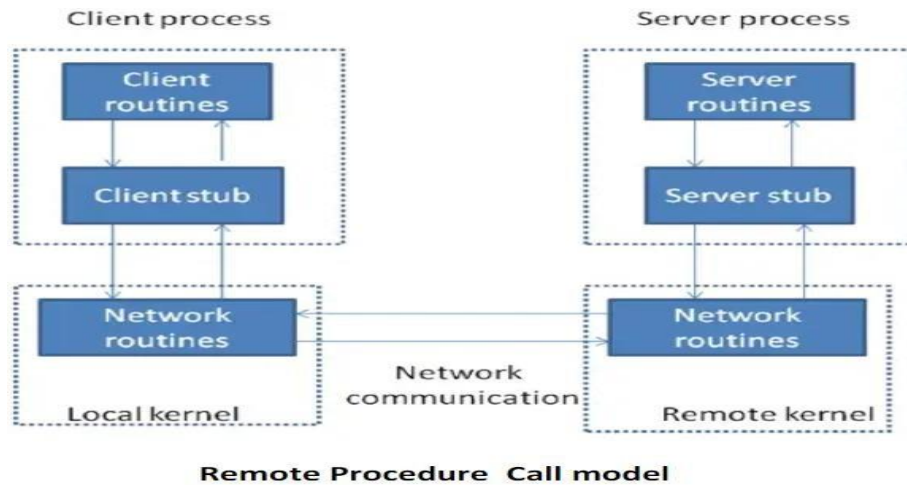 Client process
Server process
Client
routines
Server
routines
Client stub
Server stub
Network
routines
Network
routines
Network
communication
Local kernel
Remote kernel
Remote Procedure Call model